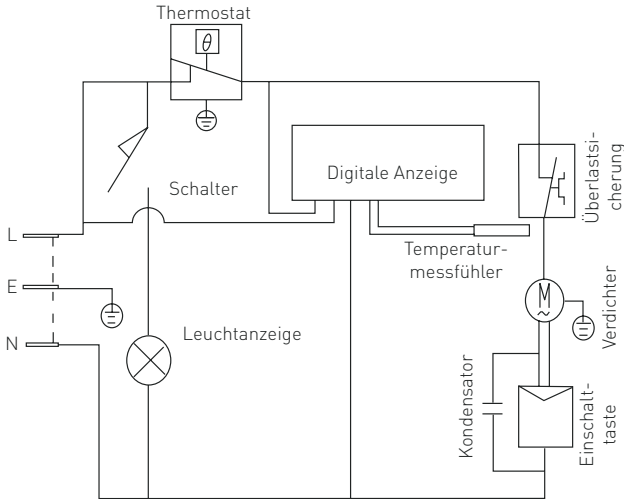 Thermostat
θ
Digitale Anzeige
Schalter
Überlastsi-
cherung
L
Temperatur-
messfühler
E
M
~
Verdichter
N
Leuchtanzeige
Kondensator
Einschalt-
taste